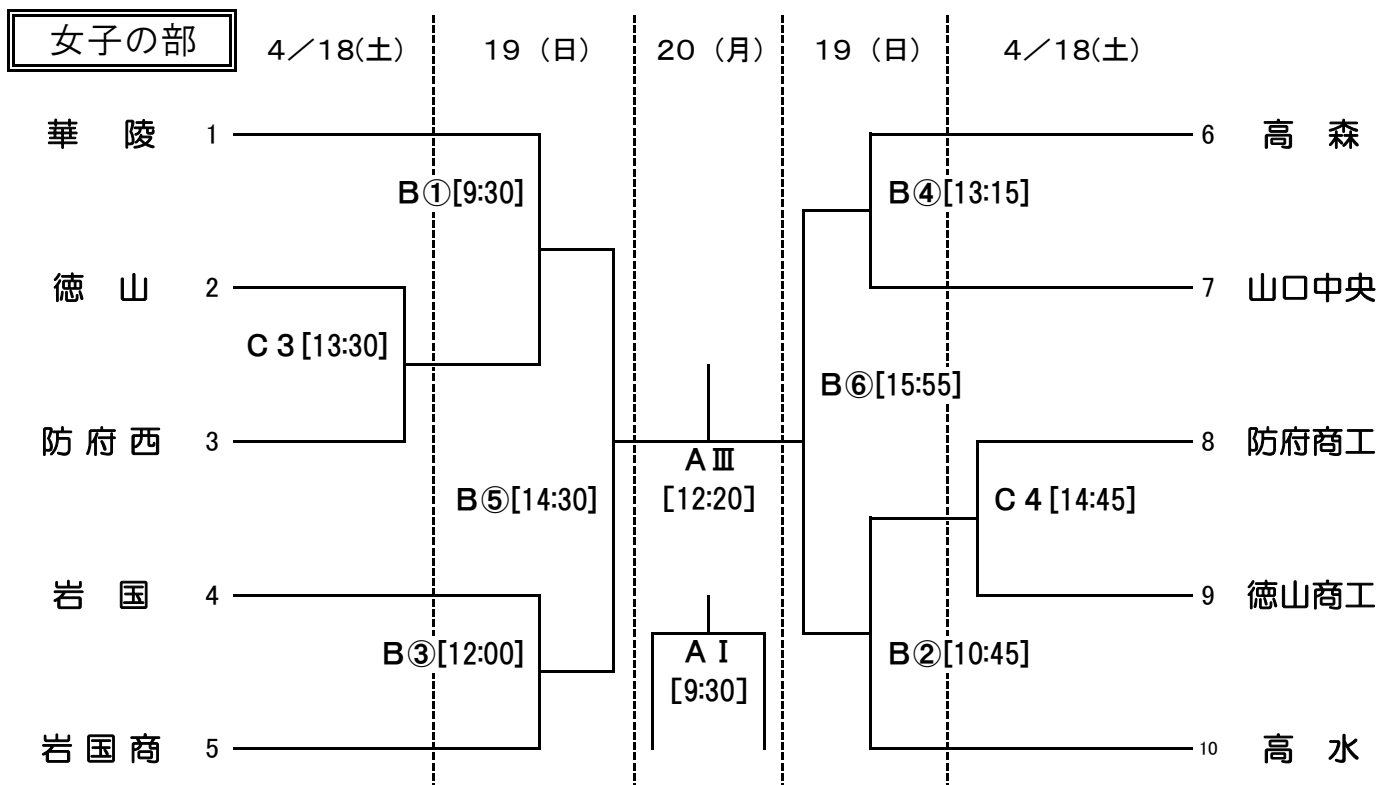 女子の部
4／18(土) 19（日） 20（月） 19（日） 4／18(土)
華 陵 1 6 高 森
B①[9:30] B④[13:15]
徳 山 2 7 山口中央
C 3[13:30]
B⑥[15:55]
防 府 西 3 8 防府商工
AⅢ
B⑤[14:30] [12:20] C 4[14:45]
岩 国 4 9 徳山商工
B③[12:00] AⅠ B②[10:45]
[9:30]
岩 国 商 5 10 高 水